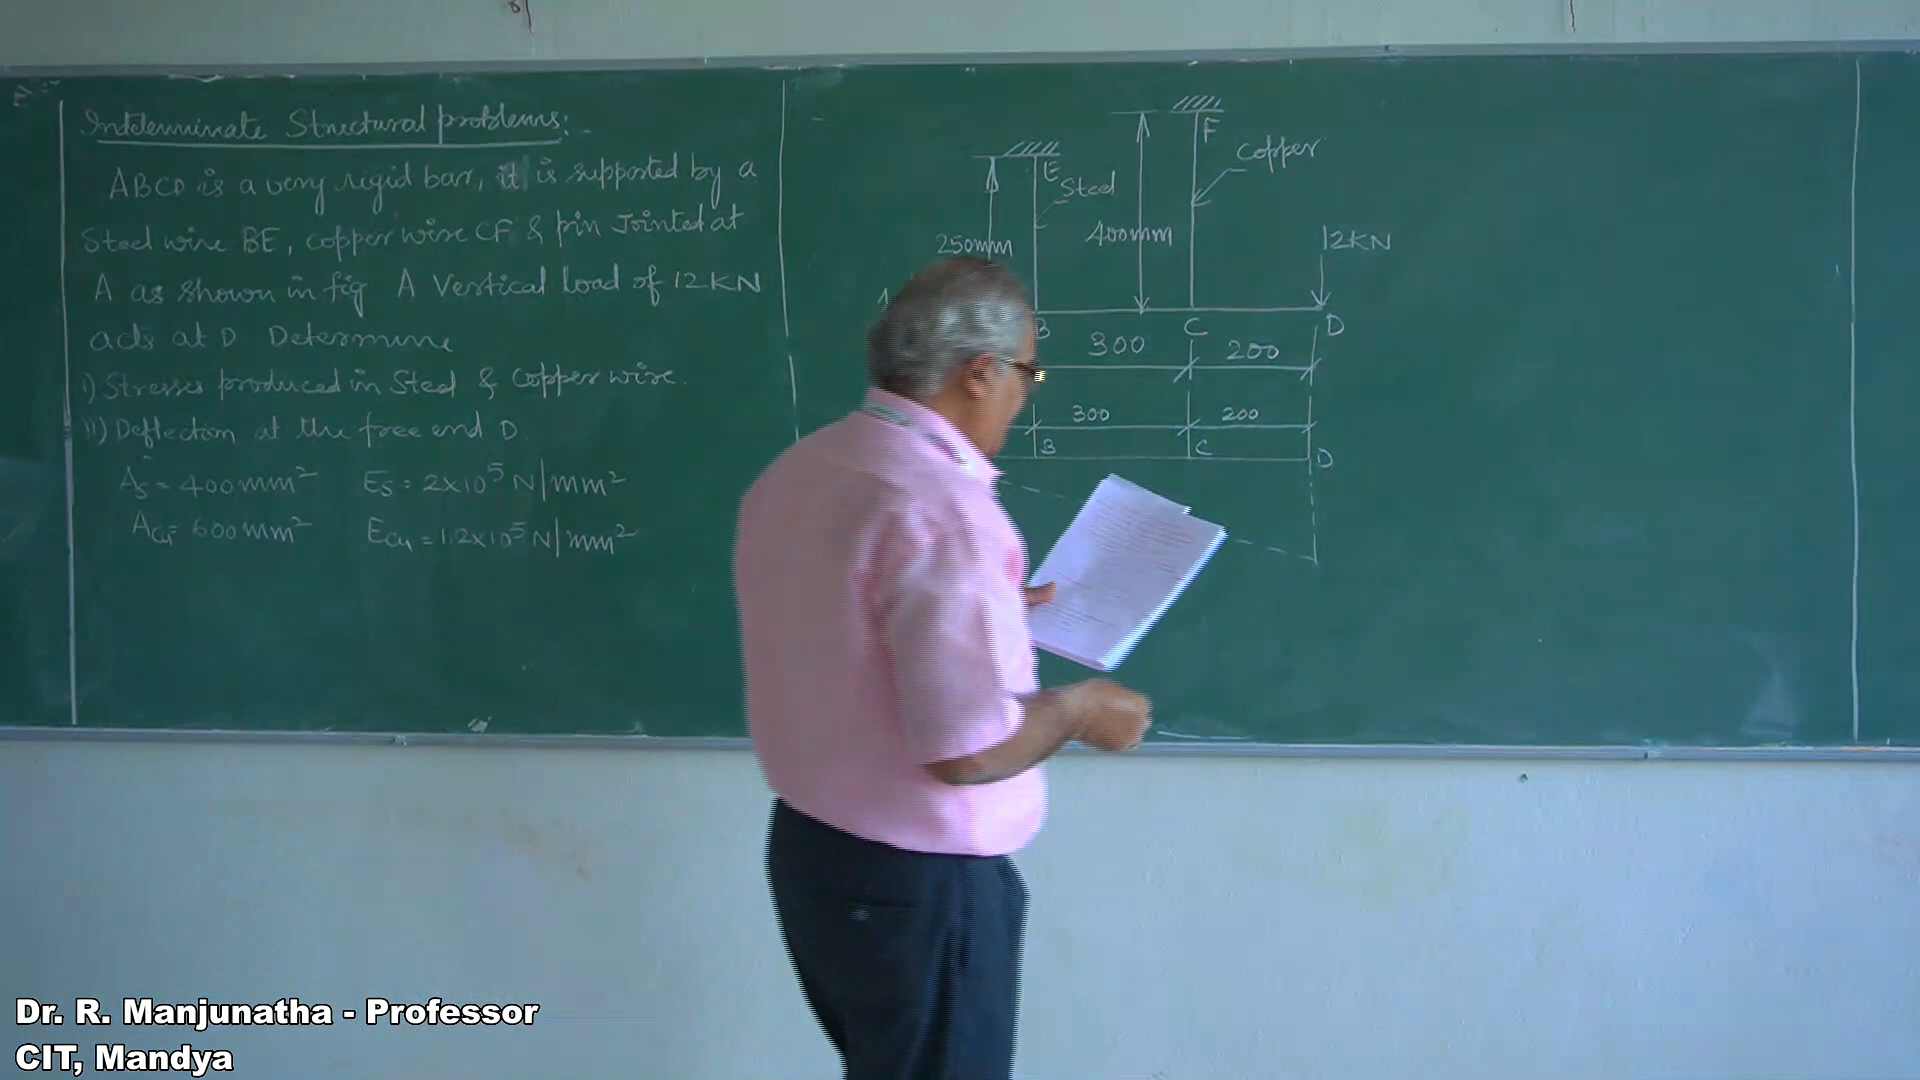 Indeterminate Structural problems:-
ABCD is a very rigid bar, it is supported by a
Steel wire BE, copper wire CF & pin Jointed at
A as shown in fig A Vertical load of 12KN
acts at D Determine
i) Stresses produced in Steel & Copper wire.
ii) Deflection at the free end D
As = 400mm² Es = 2x10⁵ N/mm²
Acu = 600mm² Ecu = 1.2x10⁵ N/mm²
F
Copper
E
Steel
250mm
400mm
12KN
A
B
C
D
300
200
300
200
B
C
D
Dr. R. Manjunatha - Professor
CIT, Mandya